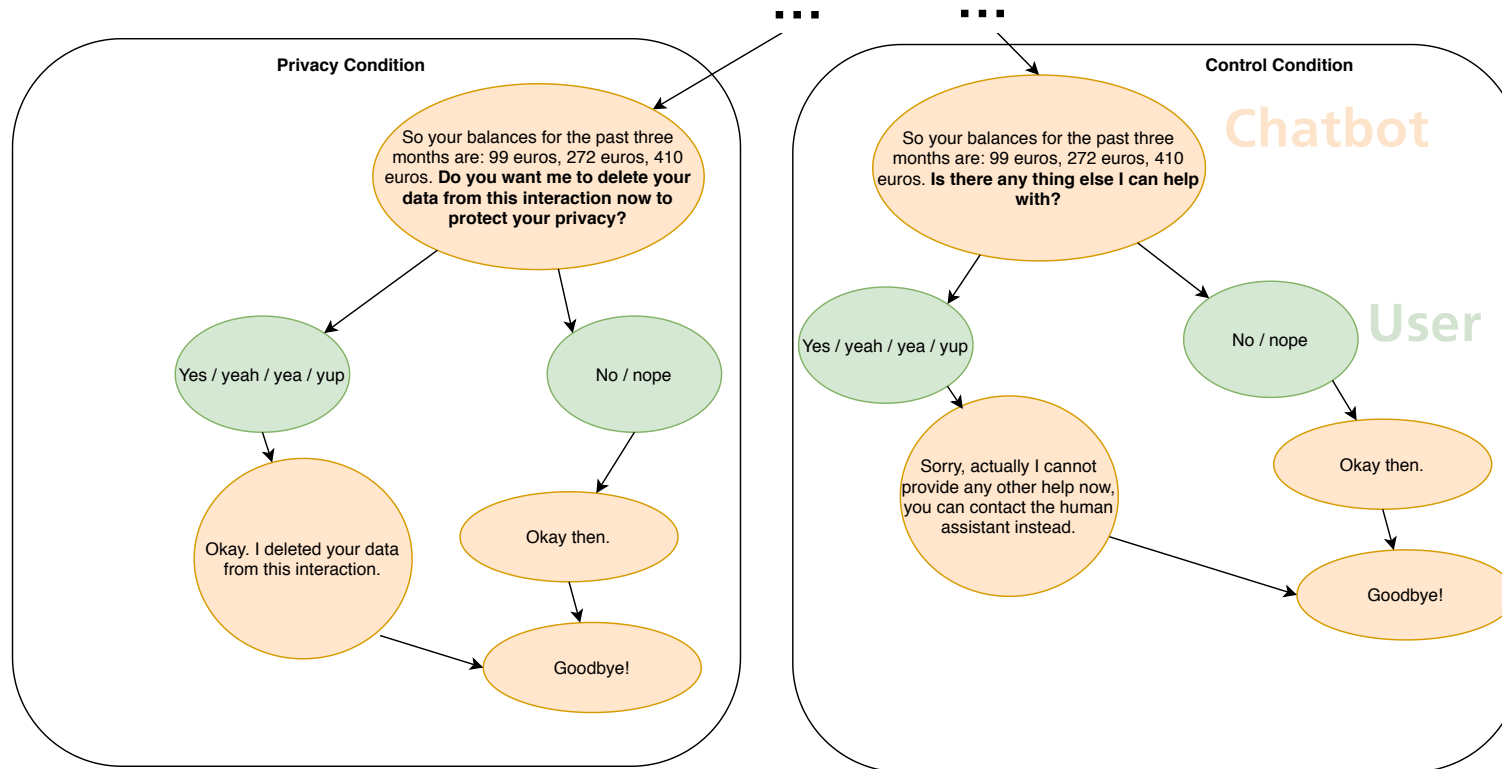 ... ...
Privacy Condition
So your balances for the past three
months are: 99 euros, 272 euros, 410
euros. Do you want me to delete your
data from this interaction now to
protect your privacy?
Yes / yeah / yea / yup
No / nope
Okay. I deleted your data
from this interaction.
Okay then.
Goodbye!
Control Condition
Chatbot
So your balances for the past three
months are: 99 euros, 272 euros, 410
euros. Is there any thing else I can help
with?
User
Yes / yeah / yea / yup
No / nope
Sorry, actually I cannot
provide any other help now,
you can contact the human
assistant instead.
Okay then.
Goodbye!